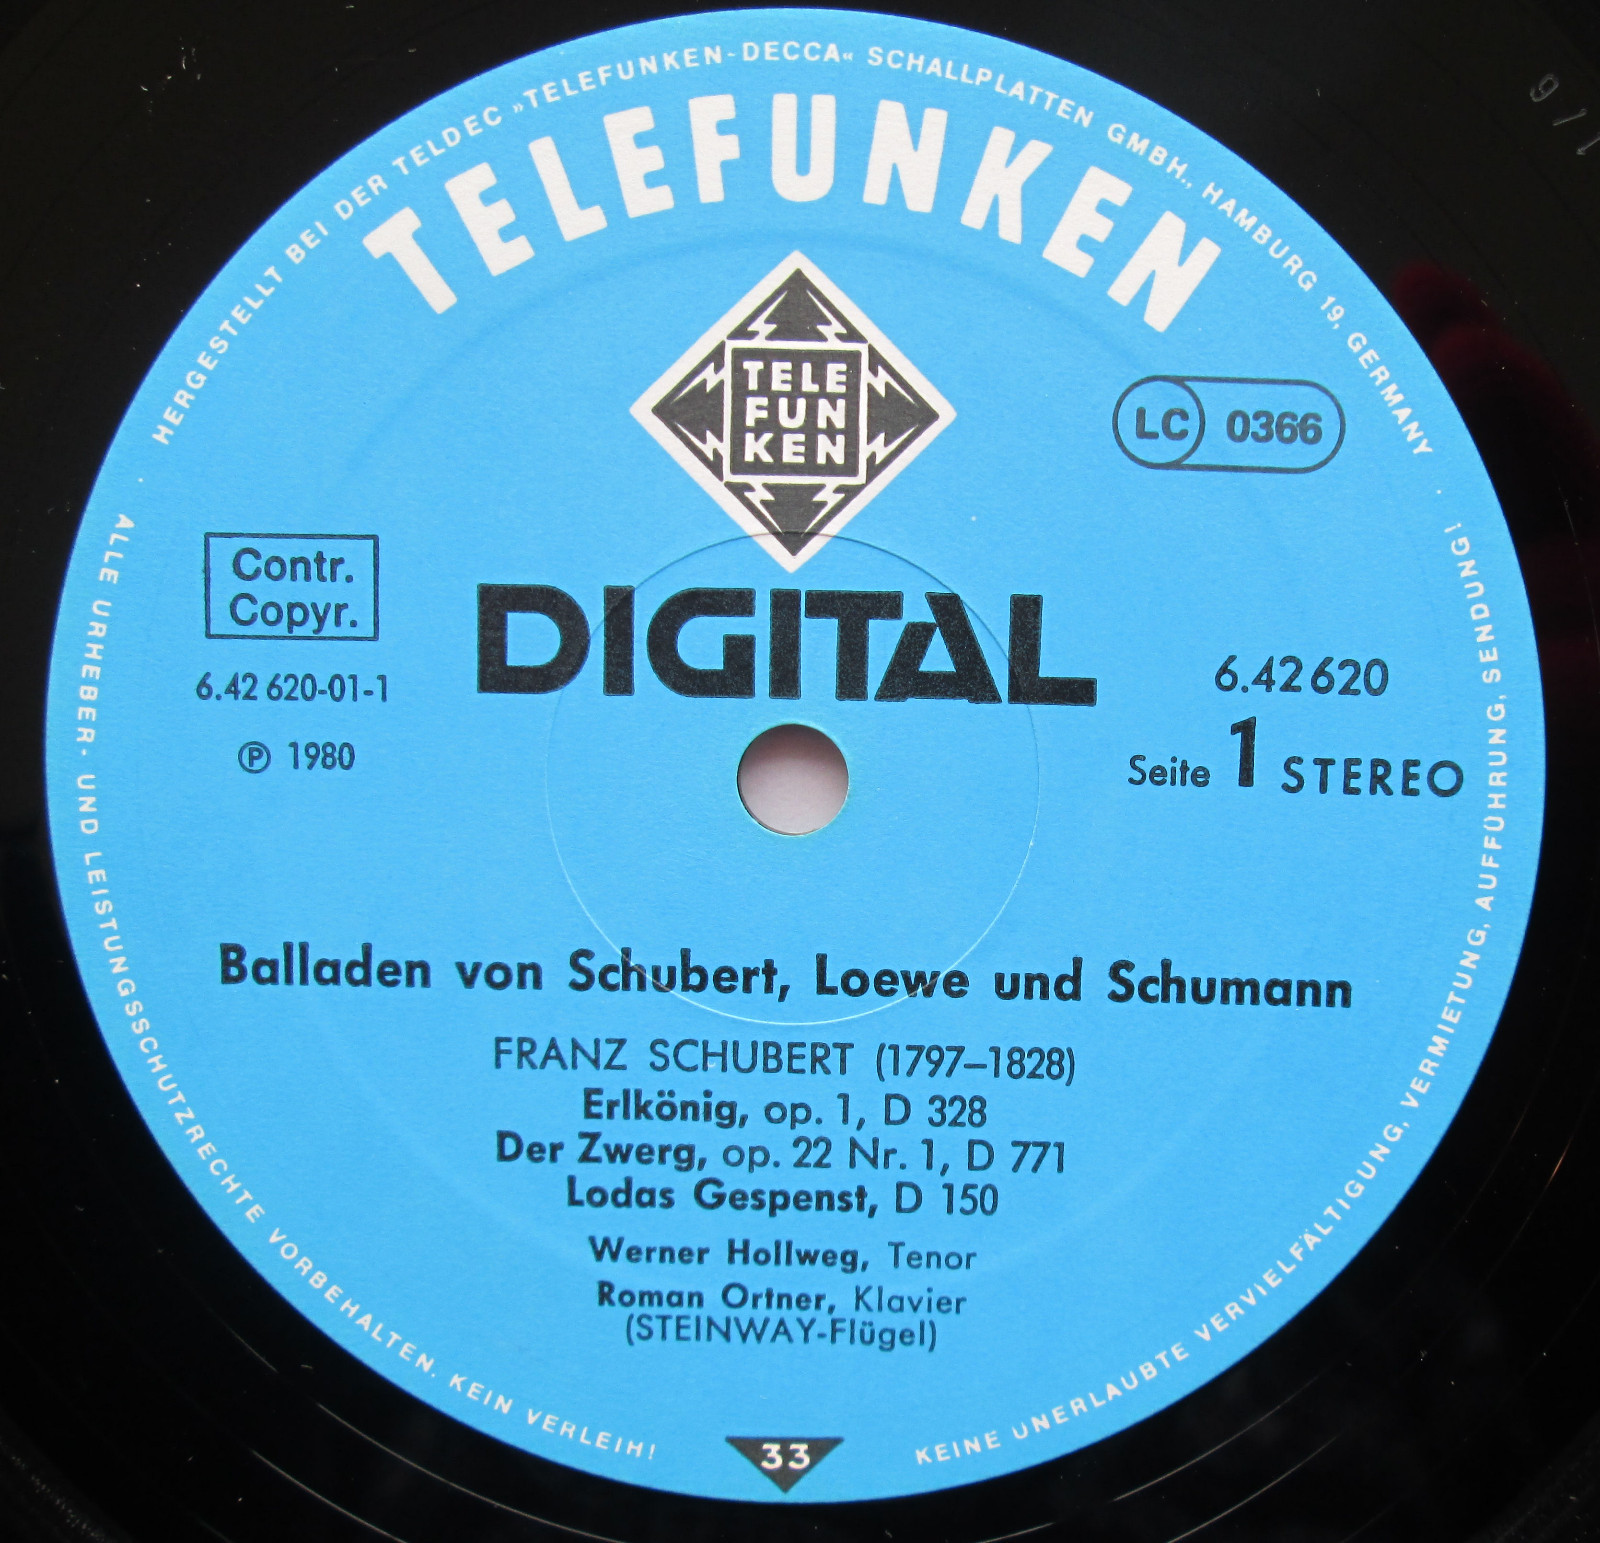 HERGESTELLT BEI DER TELDEC »TELEFUNKEN-DECCA« SCHALLPLATTEN GMBH., HAMBURG 19, GERMANY
TELEFUNKEN
TELE
FUN
KEN
LC 0366
Contr.
Copyr.
DIGITAL
6.42 620-01-1
6.42620
℗ 1980
Seite 1 STEREO
Balladen von Schubert, Loewe und Schumann
FRANZ SCHUBERT (1797–1828)
Erlkönig, op. 1, D 328
Der Zwerg, op. 22 Nr. 1, D 771
Lodas Gespenst, D 150
Werner Hollweg, Tenor
Roman Ortner, Klavier
(STEINWAY-Flügel)
33
ALLE URHEBER- UND LEISTUNGSSCHUTZRECHTE VORBEHALTEN. KEIN VERLEIH!
KEINE UNERLAUBTE VERVIELFÄLTIGUNG, VERMIETUNG, AUFFÜHRUNG, SENDUNG!